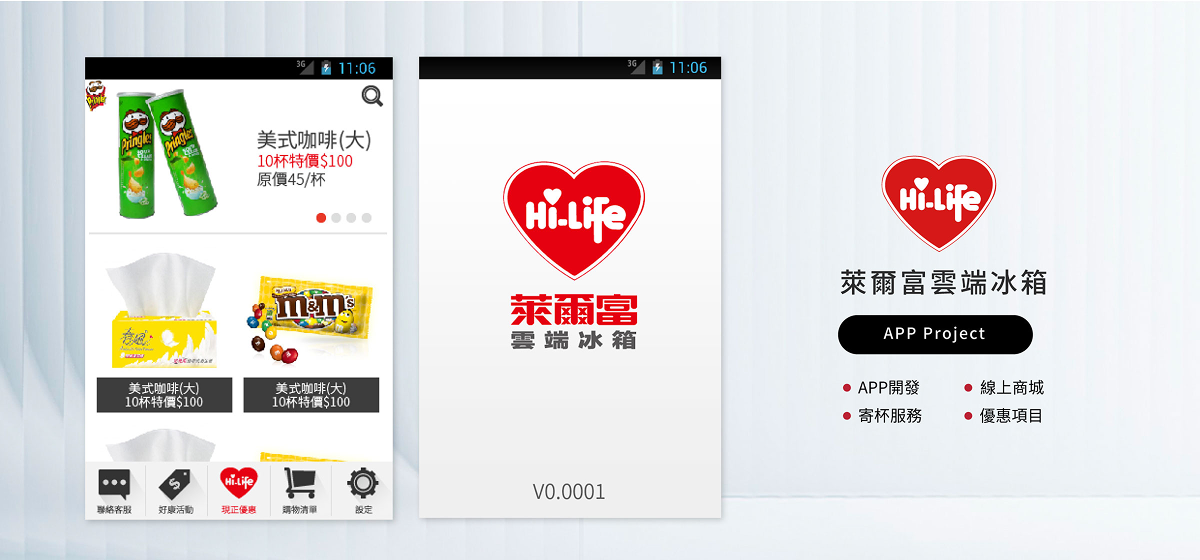 3G 11:06
Pringles
Pringles
Pringles
美式咖啡(大)
10杯特價$100
原價45/杯
春風
m&m's
美式咖啡(大)
10杯特價$100
美式咖啡(大)
10杯特價$100
聯絡客服
好康活動
Hi-Life
現正優惠
購物清單
設定
3G 11:06
Hi-Life
萊爾富
雲端冰箱
V0.0001
Hi-Life
萊爾富雲端冰箱
APP Project
APP開發
線上商城
寄杯服務
優惠項目